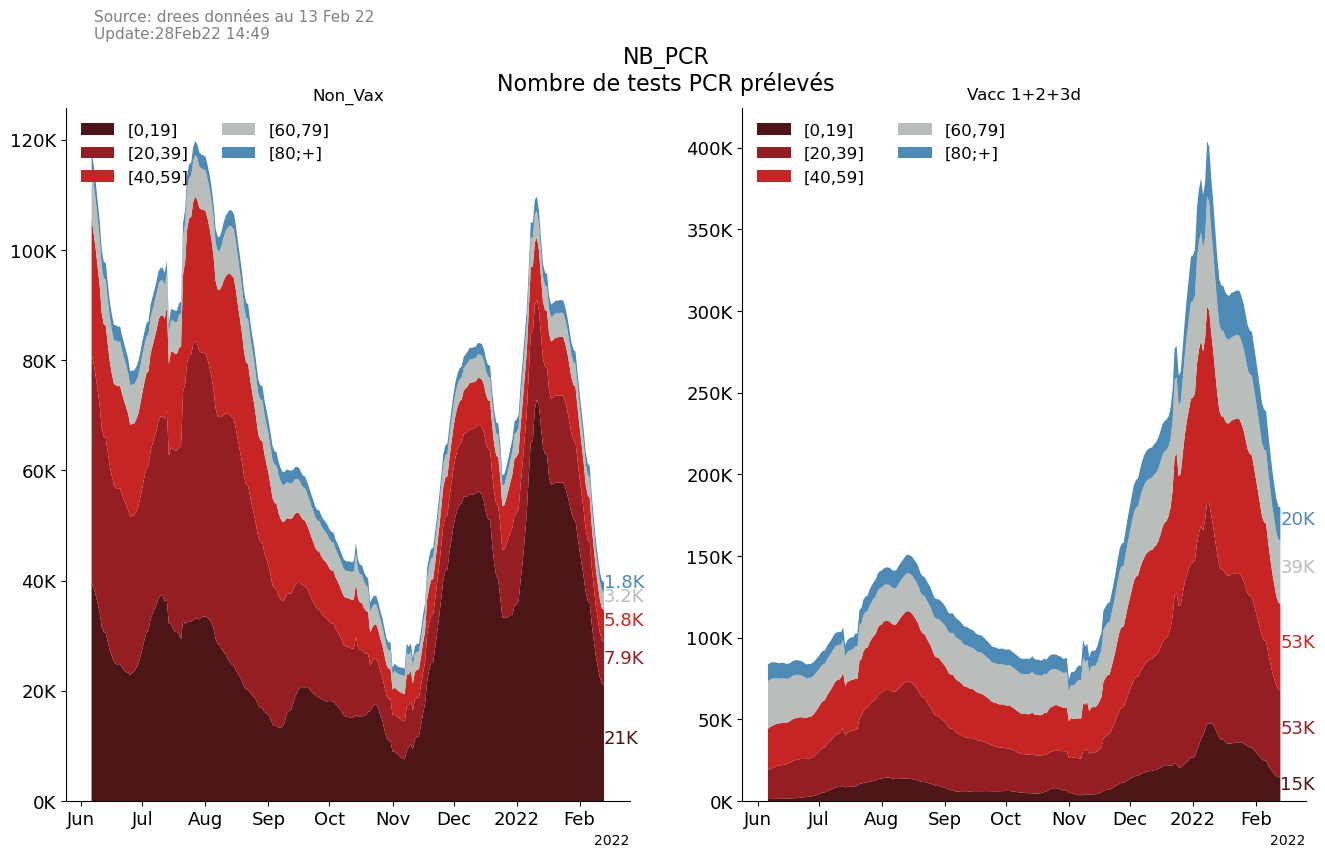 Source: drees données au 13 Feb 22
Update:28Feb22 14:49
NB_PCR
Nombre de tests PCR prélevés
Non_Vax
[0,19]
[20,39]
[40,59]
[60,79]
[80;+]
120K
100K
80K
60K
40K
20K
0K
1.8K
3.2K
5.8K
7.9K
21K
Jun Jul Aug Sep Oct Nov Dec 2022 Feb
2022
Vacc 1+2+3d
[0,19]
[20,39]
[40,59]
[60,79]
[80;+]
400K
350K
300K
250K
200K
150K
100K
50K
0K
20K
39K
53K
53K
15K
Jun Jul Aug Sep Oct Nov Dec 2022 Feb
2022